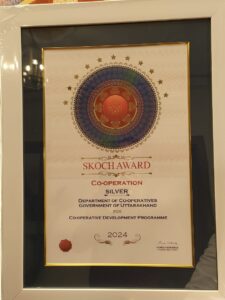 SKOCH AWARD
CO-OPERATION
SILVER
DEPARTMENT OF COOPERATIVES
GOVERNMENT OF UTTARAKHAND
FOR
COOPERATIVE DEVELOPMENT PROGRAMME
2024